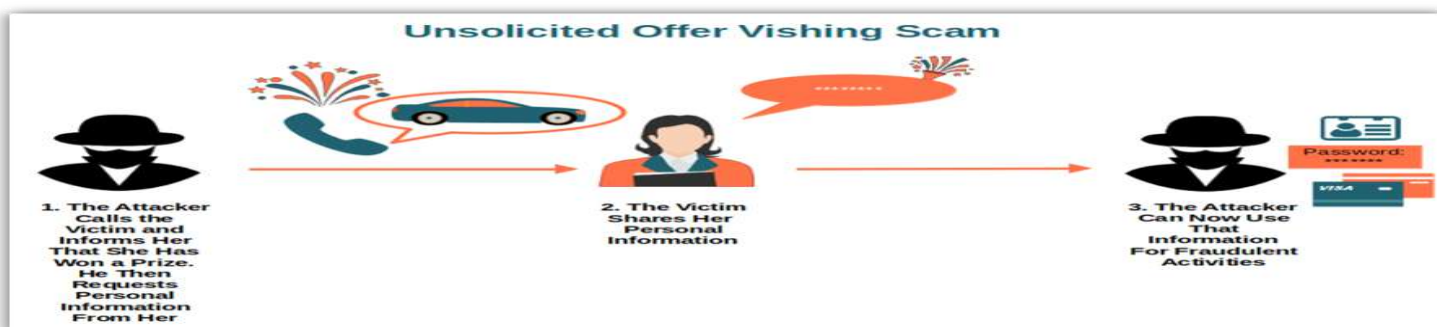 Unsolicited Offer Vishing Scam
********
1. The Attacker
Calls the
Victim and
Informs Her
That She Has
Won a Prize.
He Then
Requests
Personal
Information
From Her
2. The Victim
Shares Her
Personal
Information
Password:
*******
VISA
3. The Attacker
Can Now Use
That
Information
For Fraudulent
Activities